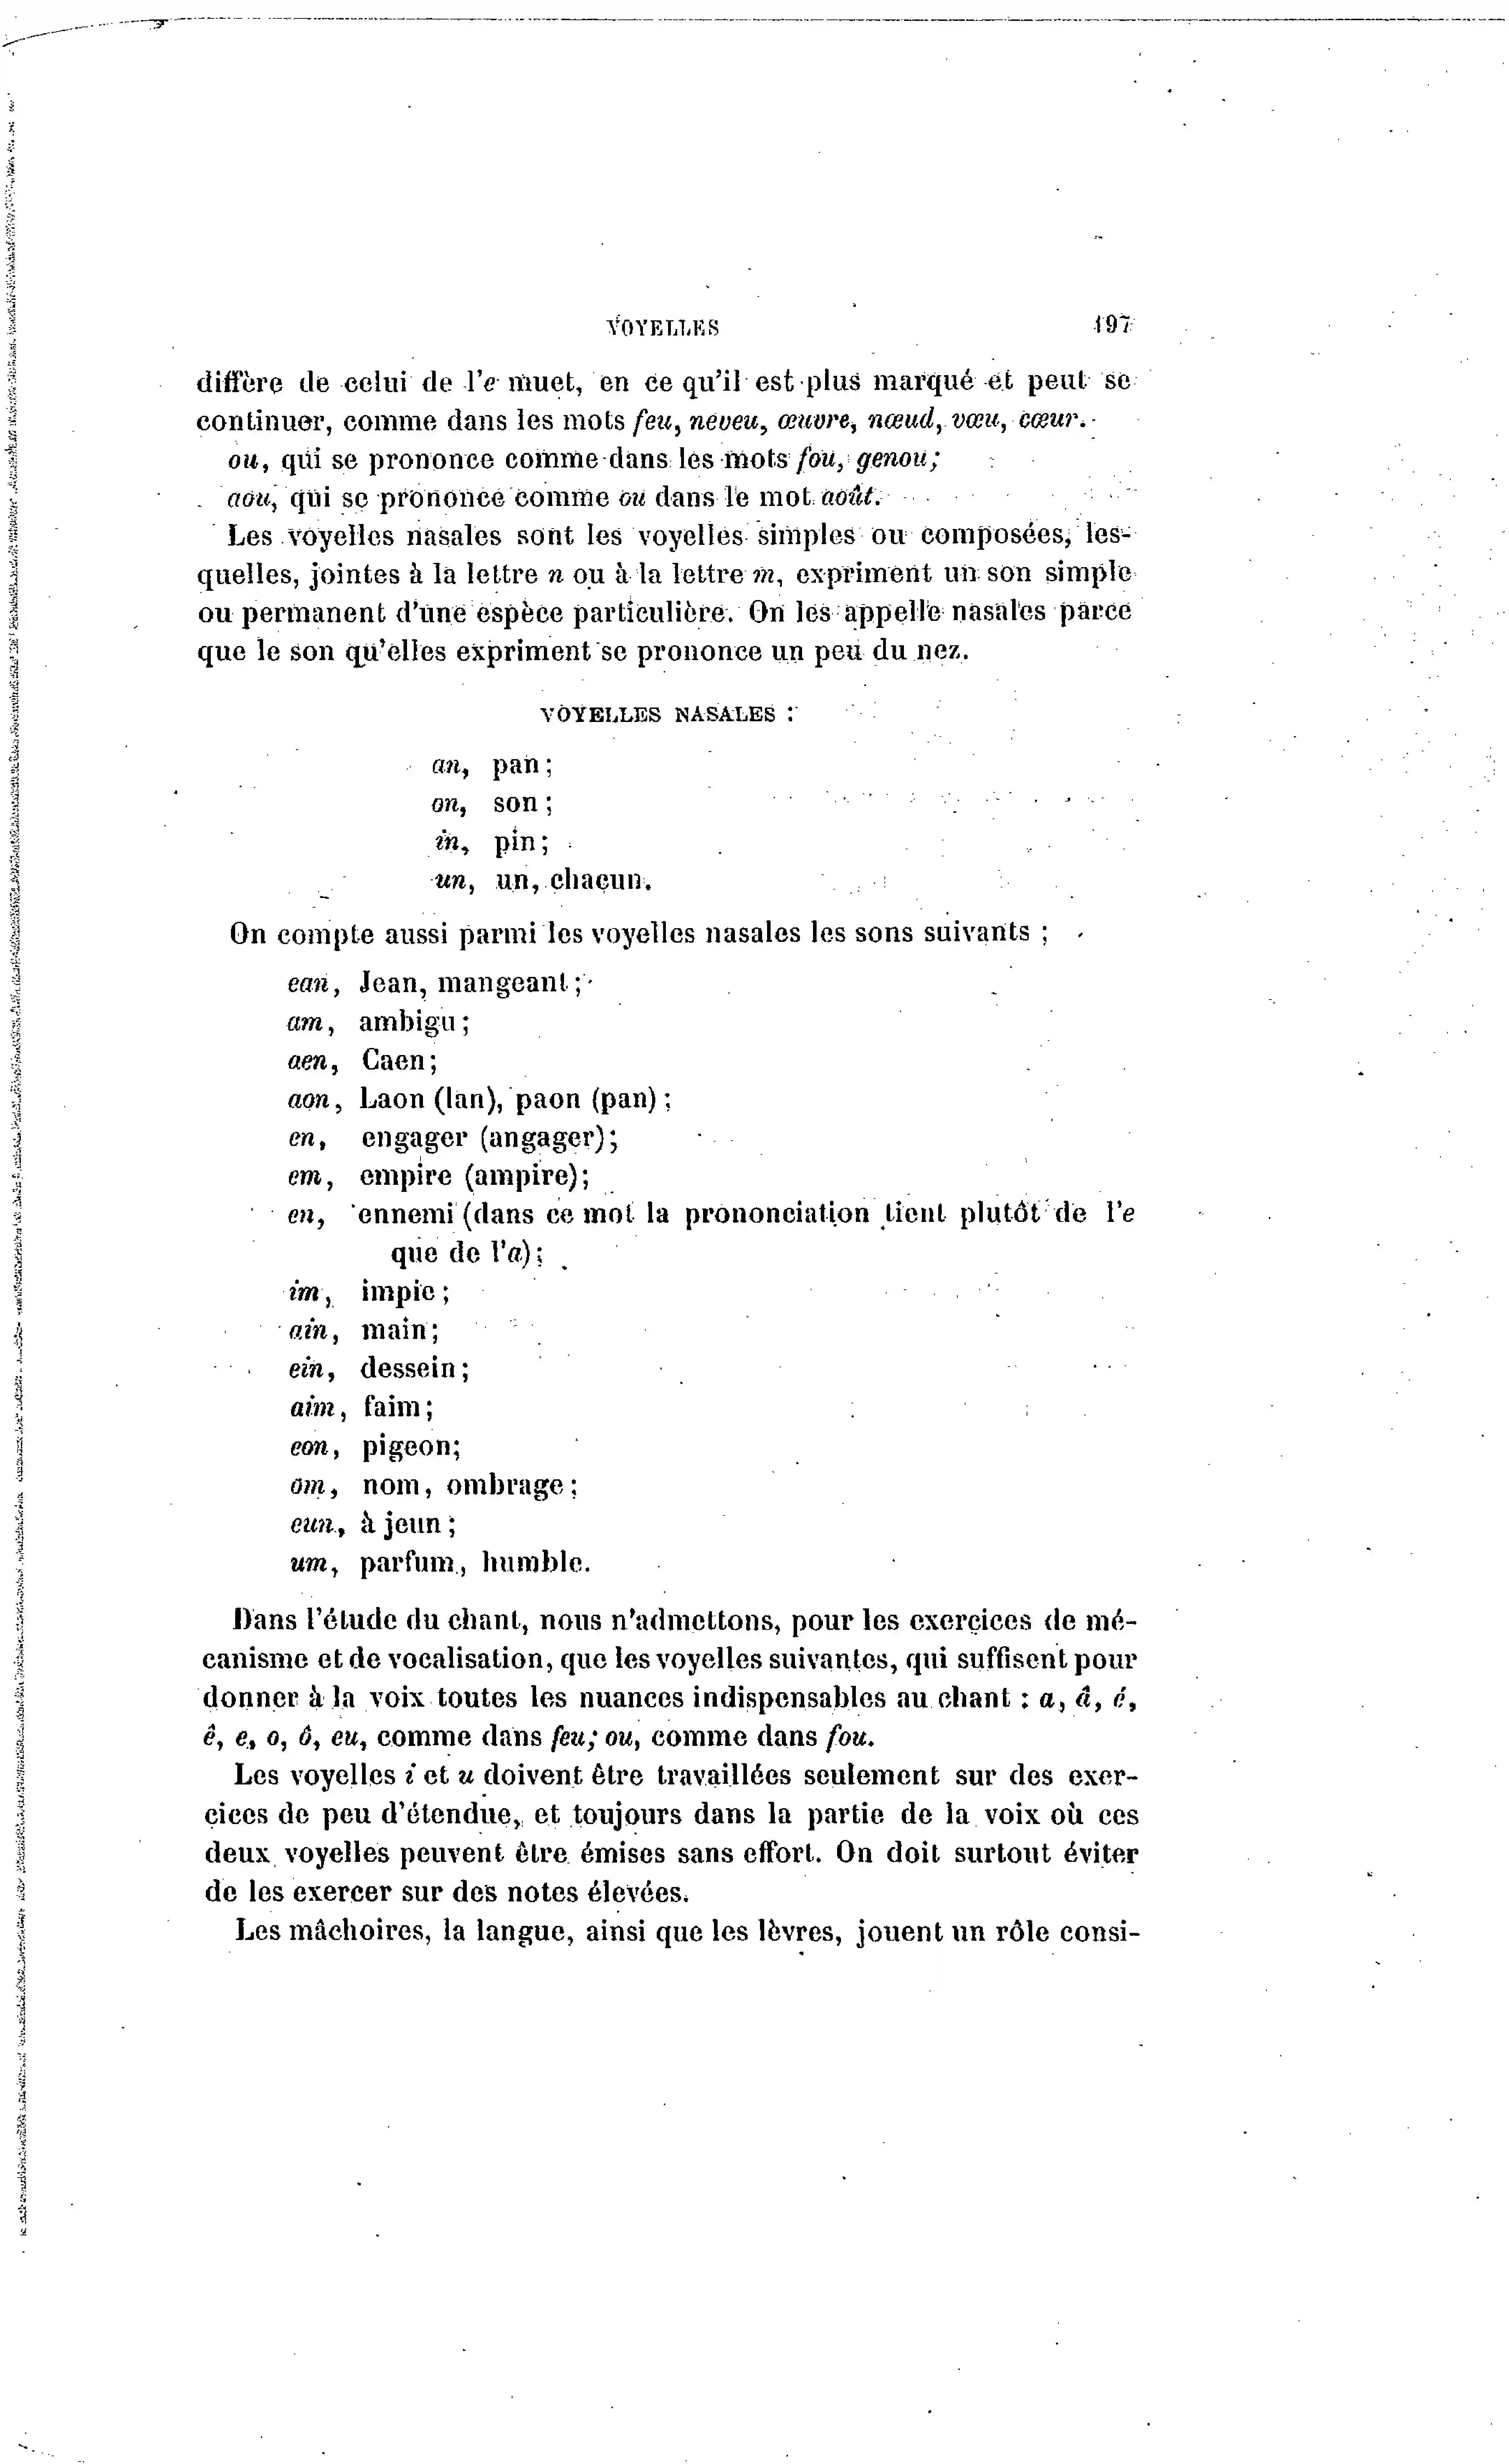 VOYELLES 197
diffère de celui de l'e muet, en ce qu'il est plus marqué et peut se
continuer, comme dans les mots feu, neveu, œuvre, nœud, vœu, cœur.
ou, qui se prononce comme dans les mots fou, genou;
aou, qui se prononce comme ou dans le mot août.
Les voyelles nasales sont les voyelles simples ou composées, les-
quelles, jointes à la lettre n ou à la lettre m, expriment un son simple
ou permanent d'une espèce particulière. On les appelle nasales parce
que le son qu'elles expriment se prononce un peu du nez.
VOYELLES NASALES :
an, pan;
on, son;
in, pin;
un, un, chacun.
On compte aussi parmi les voyelles nasales les sons suivants ;
ean, Jean, mangeant;
am, ambigu;
aen, Caen;
aon, Laon (lan), paon (pan);
en, engager (angager);
em, empire (ampire);
en, ennemi (dans ce mot la prononciation tient plutôt de l'e
que de l'a);
im, impie;
ain, main;
ein, dessein;
aim, faim;
eon, pigeon;
om, nom, ombrage;
eun, à jeun;
um, parfum, humble.
Dans l'étude du chant, nous n'admettons, pour les exercices de mé-
canisme et de vocalisation, que les voyelles suivantes, qui suffisent pour
donner à la voix toutes les nuances indispensables au chant : a, â, é,
ê, e, o, ô, eu, comme dans feu; ou, comme dans fou.
Les voyelles i et u doivent être travaillées seulement sur des exer-
cices de peu d'étendue, et toujours dans la partie de la voix où ces
deux voyelles peuvent être émises sans effort. On doit surtout éviter
de les exercer sur des notes élevées.
Les mâchoires, la langue, ainsi que les lèvres, jouent un rôle consi-